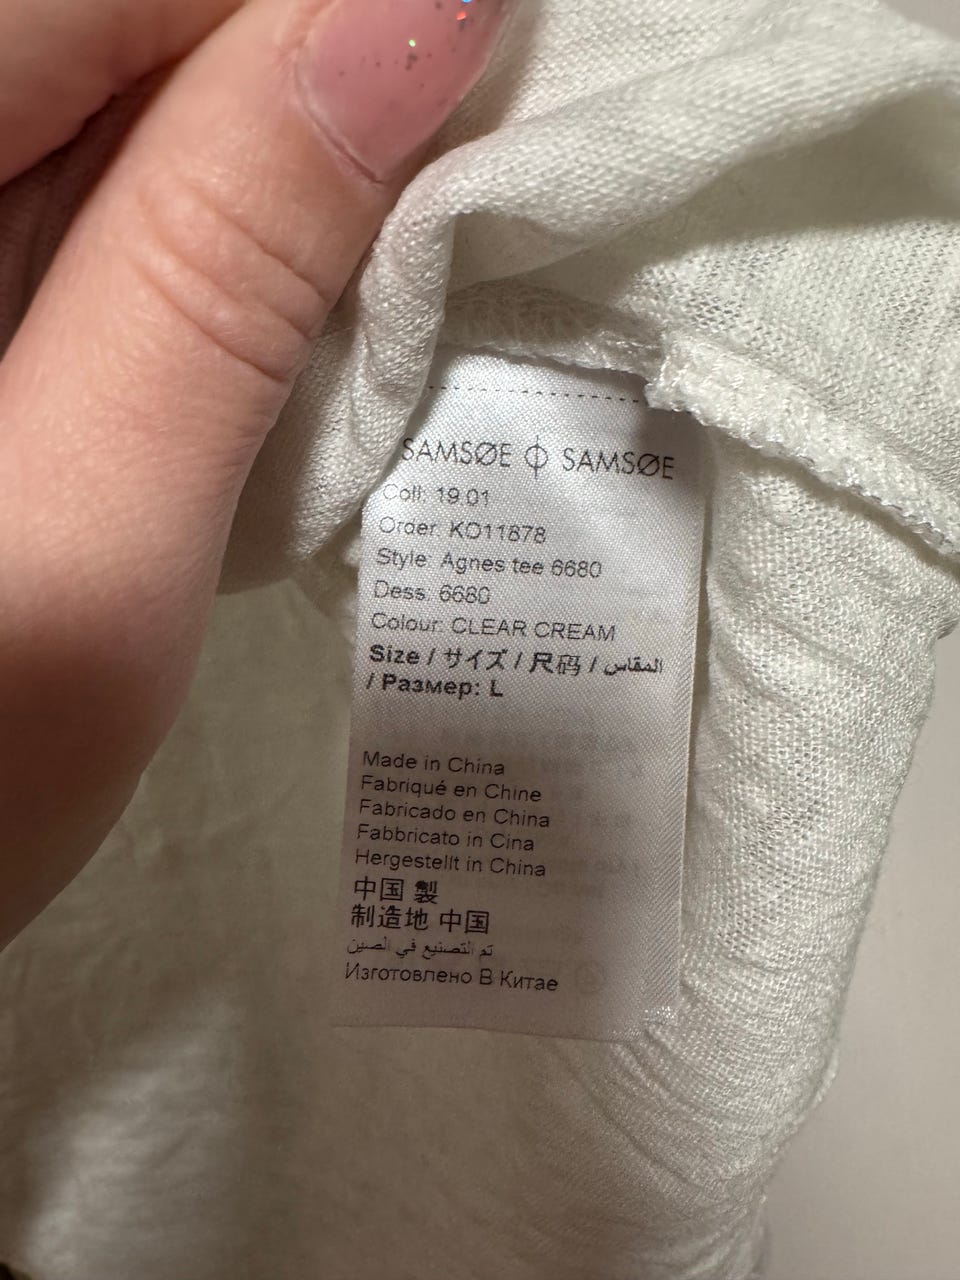 SAMSØE ϕ SAMSØE
Coll: 19.01
Order: KO11878
Style: Agnes tee 6680
Dess. 6680
Colour: CLEAR CREAM
Size / サイズ / 尺码 / المقاس
/ Размер: L
Made in China
Fabriqué en Chine
Fabricado en China
Fabbricato in Cina
Hergestellt in China
中国 製
制造地 中国
تم التصنيع في الصين
Изготовлено В Китае